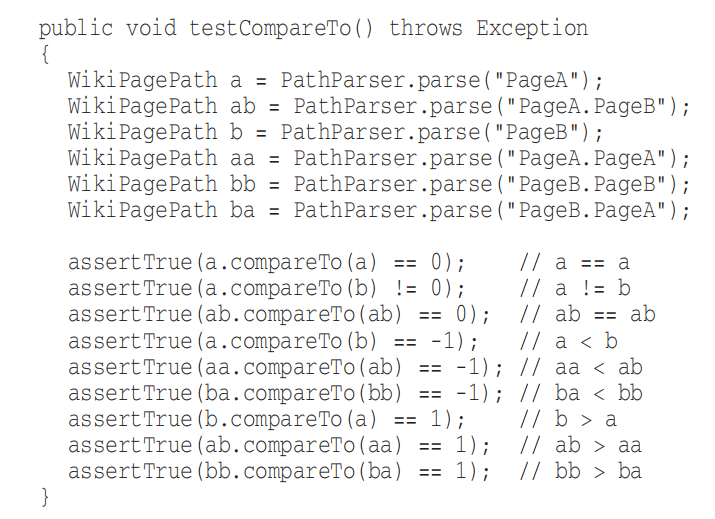 public void testCompareTo() throws Exception
{
WikiPagePath a = PathParser.parse("PageA");
WikiPagePath ab = PathParser.parse("PageA.PageB");
WikiPagePath b = PathParser.parse("PageB");
WikiPagePath aa = PathParser.parse("PageA.PageA");
WikiPagePath bb = PathParser.parse("PageB.PageB");
WikiPagePath ba = PathParser.parse("PageB.PageA");
assertTrue(a.compareTo(a) == 0); // a == a
assertTrue(a.compareTo(b) != 0); // a != b
assertTrue(ab.compareTo(ab) == 0); // ab == ab
assertTrue(a.compareTo(b) == -1); // a < b
assertTrue(aa.compareTo(ab) == -1); // aa < ab
assertTrue(ba.compareTo(bb) == -1); // ba < bb
assertTrue(b.compareTo(a) == 1); // b > a
assertTrue(ab.compareTo(aa) == 1); // ab > aa
assertTrue(bb.compareTo(ba) == 1); // bb > ba
}